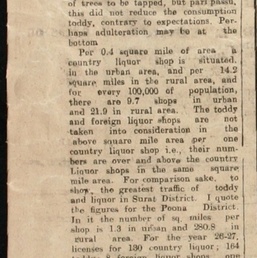 of trees to be tapped, but pari passu,
this did not reduce the consumption
toddy, contrary to expectations. Per-
haps adulteration may be at the
bottom
Per 0.4 square mile of area a
country liquor shop is situated.
in the urban area, and per 14.2
square miles in the rural area, and
for every 100,000 of population,
there are 9.7 shops in urban
and 21.9 in rural area. The toddy
and foreign liquor shops are not
taken into consideration in the
above square mile area per one
country liquor shop i.e., their num-
bers are over and above the country
Liquor shops in the same square
mile area. For comparison sake, to
show the greatest traffic of toddy
and liquor in Surat District. I quote
the figures for the Poona District.
In it the number of sq. miles per
shop is 1.3 in urban and 280.8 in
rural area. For the year 26-27,
licenses for 130 country liquor; 164
foreign liquor shops, one